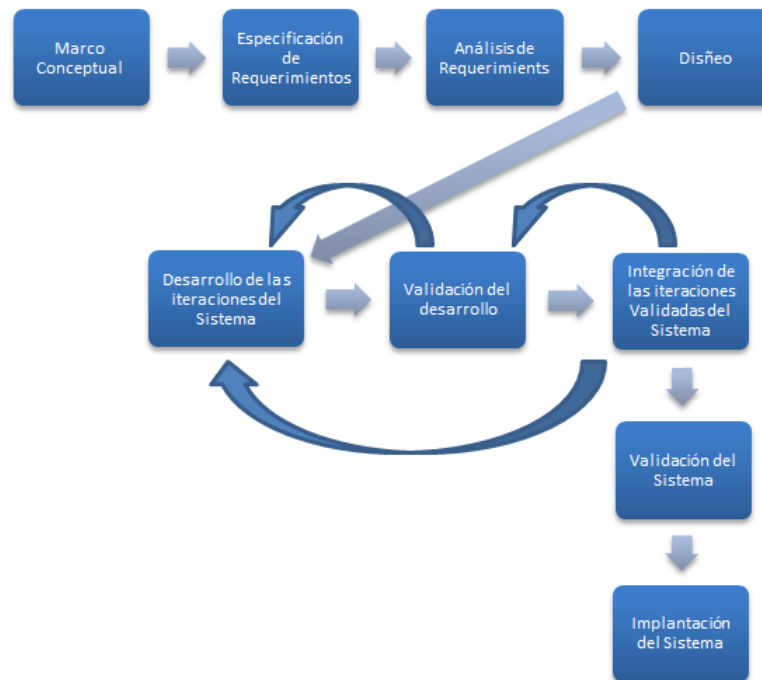 Marco
Conceptual
Especificación
de
Requerimientos
Análisis de
Requerimients
Disñeo
Desarrollo de las
iteraciones del
Sistema
Validación del
desarrollo
Integración de
las iteraciones
Validadas del
Sistema
Validación del
Sistema
Implantación
del Sistema